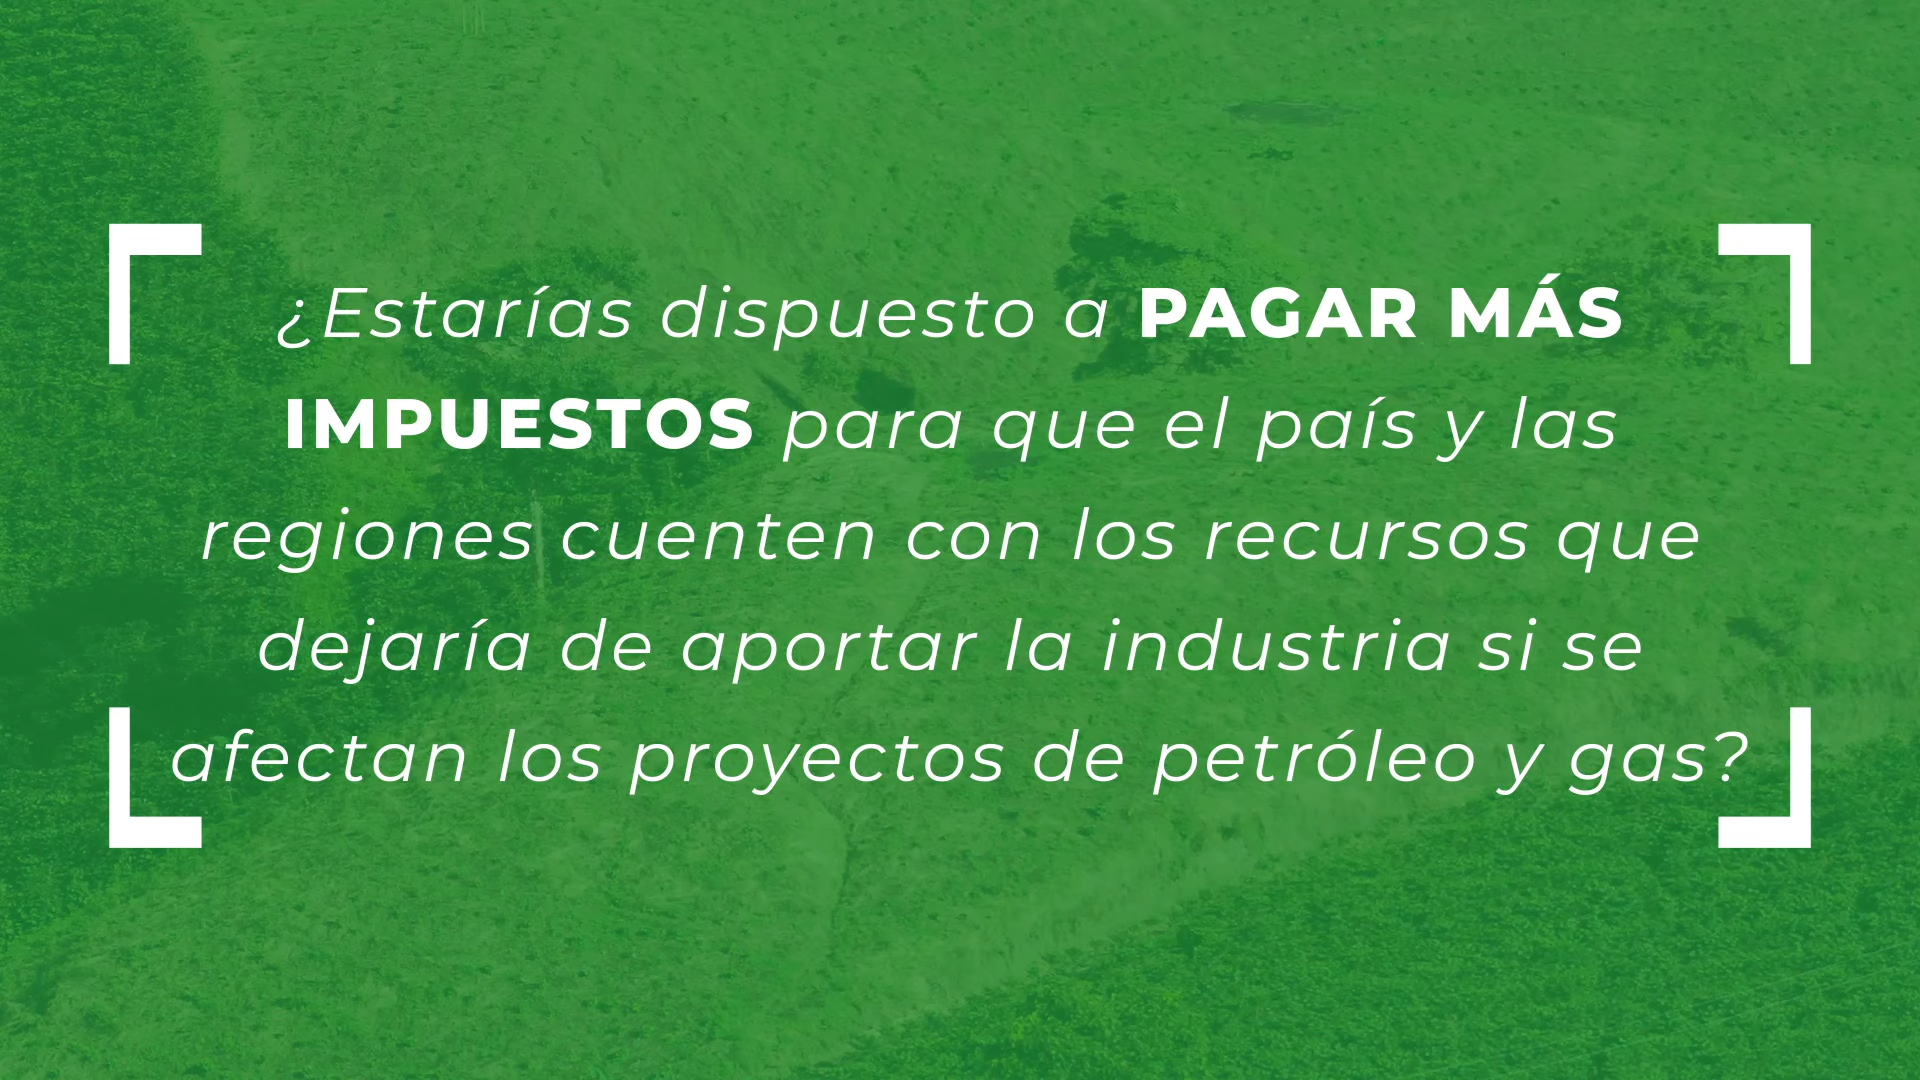 ¿Estarías dispuesto a PAGAR MÁS
IMPUESTOS para que el país y las
regiones cuenten con los recursos que
dejaría de aportar la industria si se
afectan los proyectos de petróleo y gas?